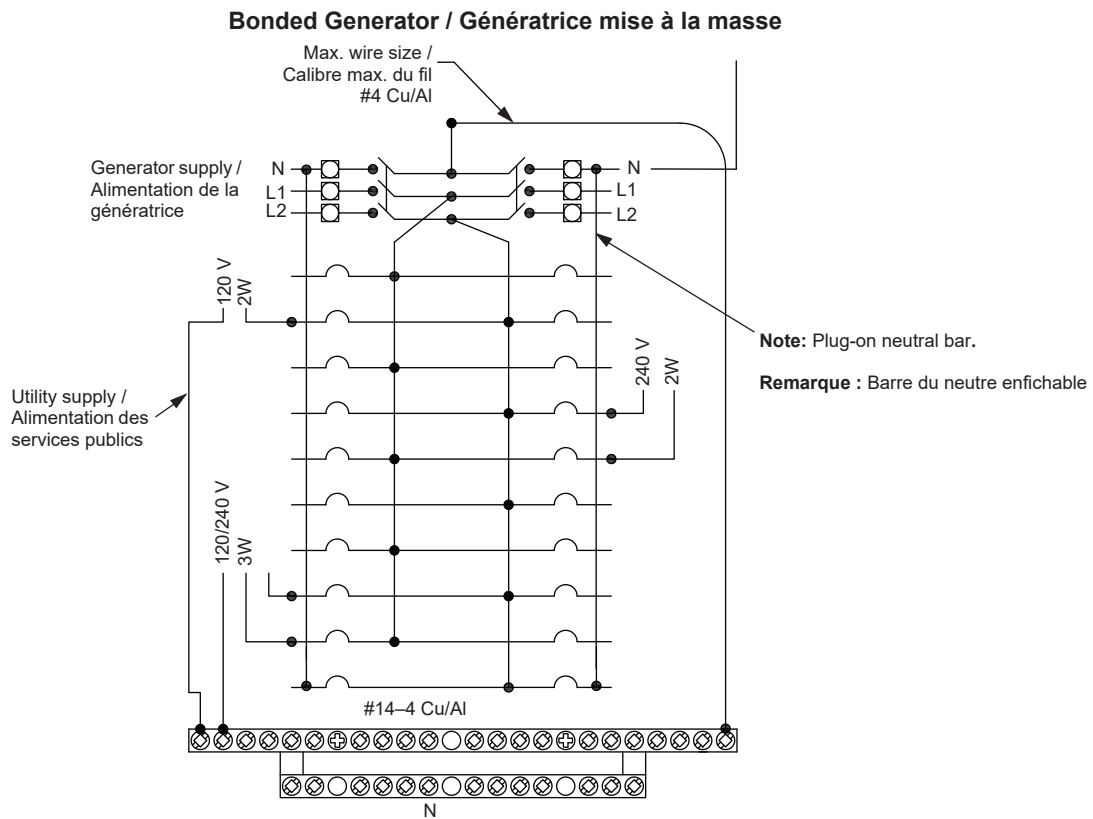 Bonded Generator / Génératrice mise à la masse
Max. wire size /
Calibre max. du fil
#4 Cu/Al
Generator supply /
Alimentation de la
génératrice
N
L1
L2
N
L1
L2
120 V
2W
Note: Plug-on neutral bar.
Remarque : Barre du neutre enfichable
240 V
2W
Utility supply /
Alimentation des
services publics
120/240 V
3W
#14–4 Cu/Al
N